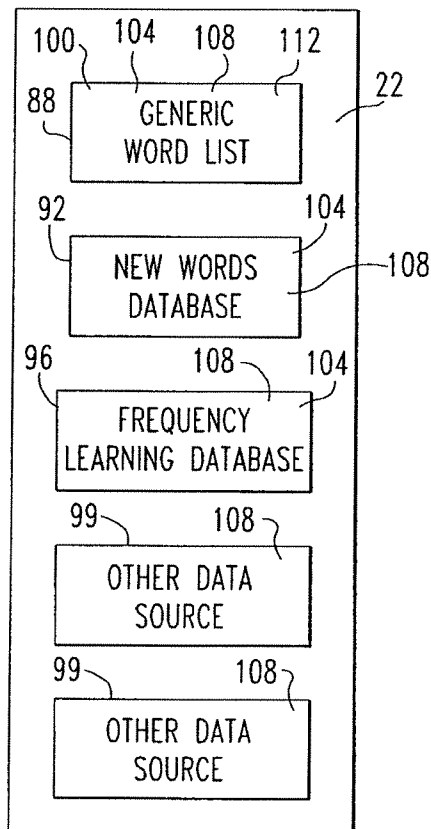 100 104 108 112
88 22
GENERIC
WORD LIST
92 104
NEW WORDS
DATABASE 108
96 108 104
FREQUENCY
LEARNING DATABASE
99 108
OTHER DATA
SOURCE
99 108
OTHER DATA
SOURCE